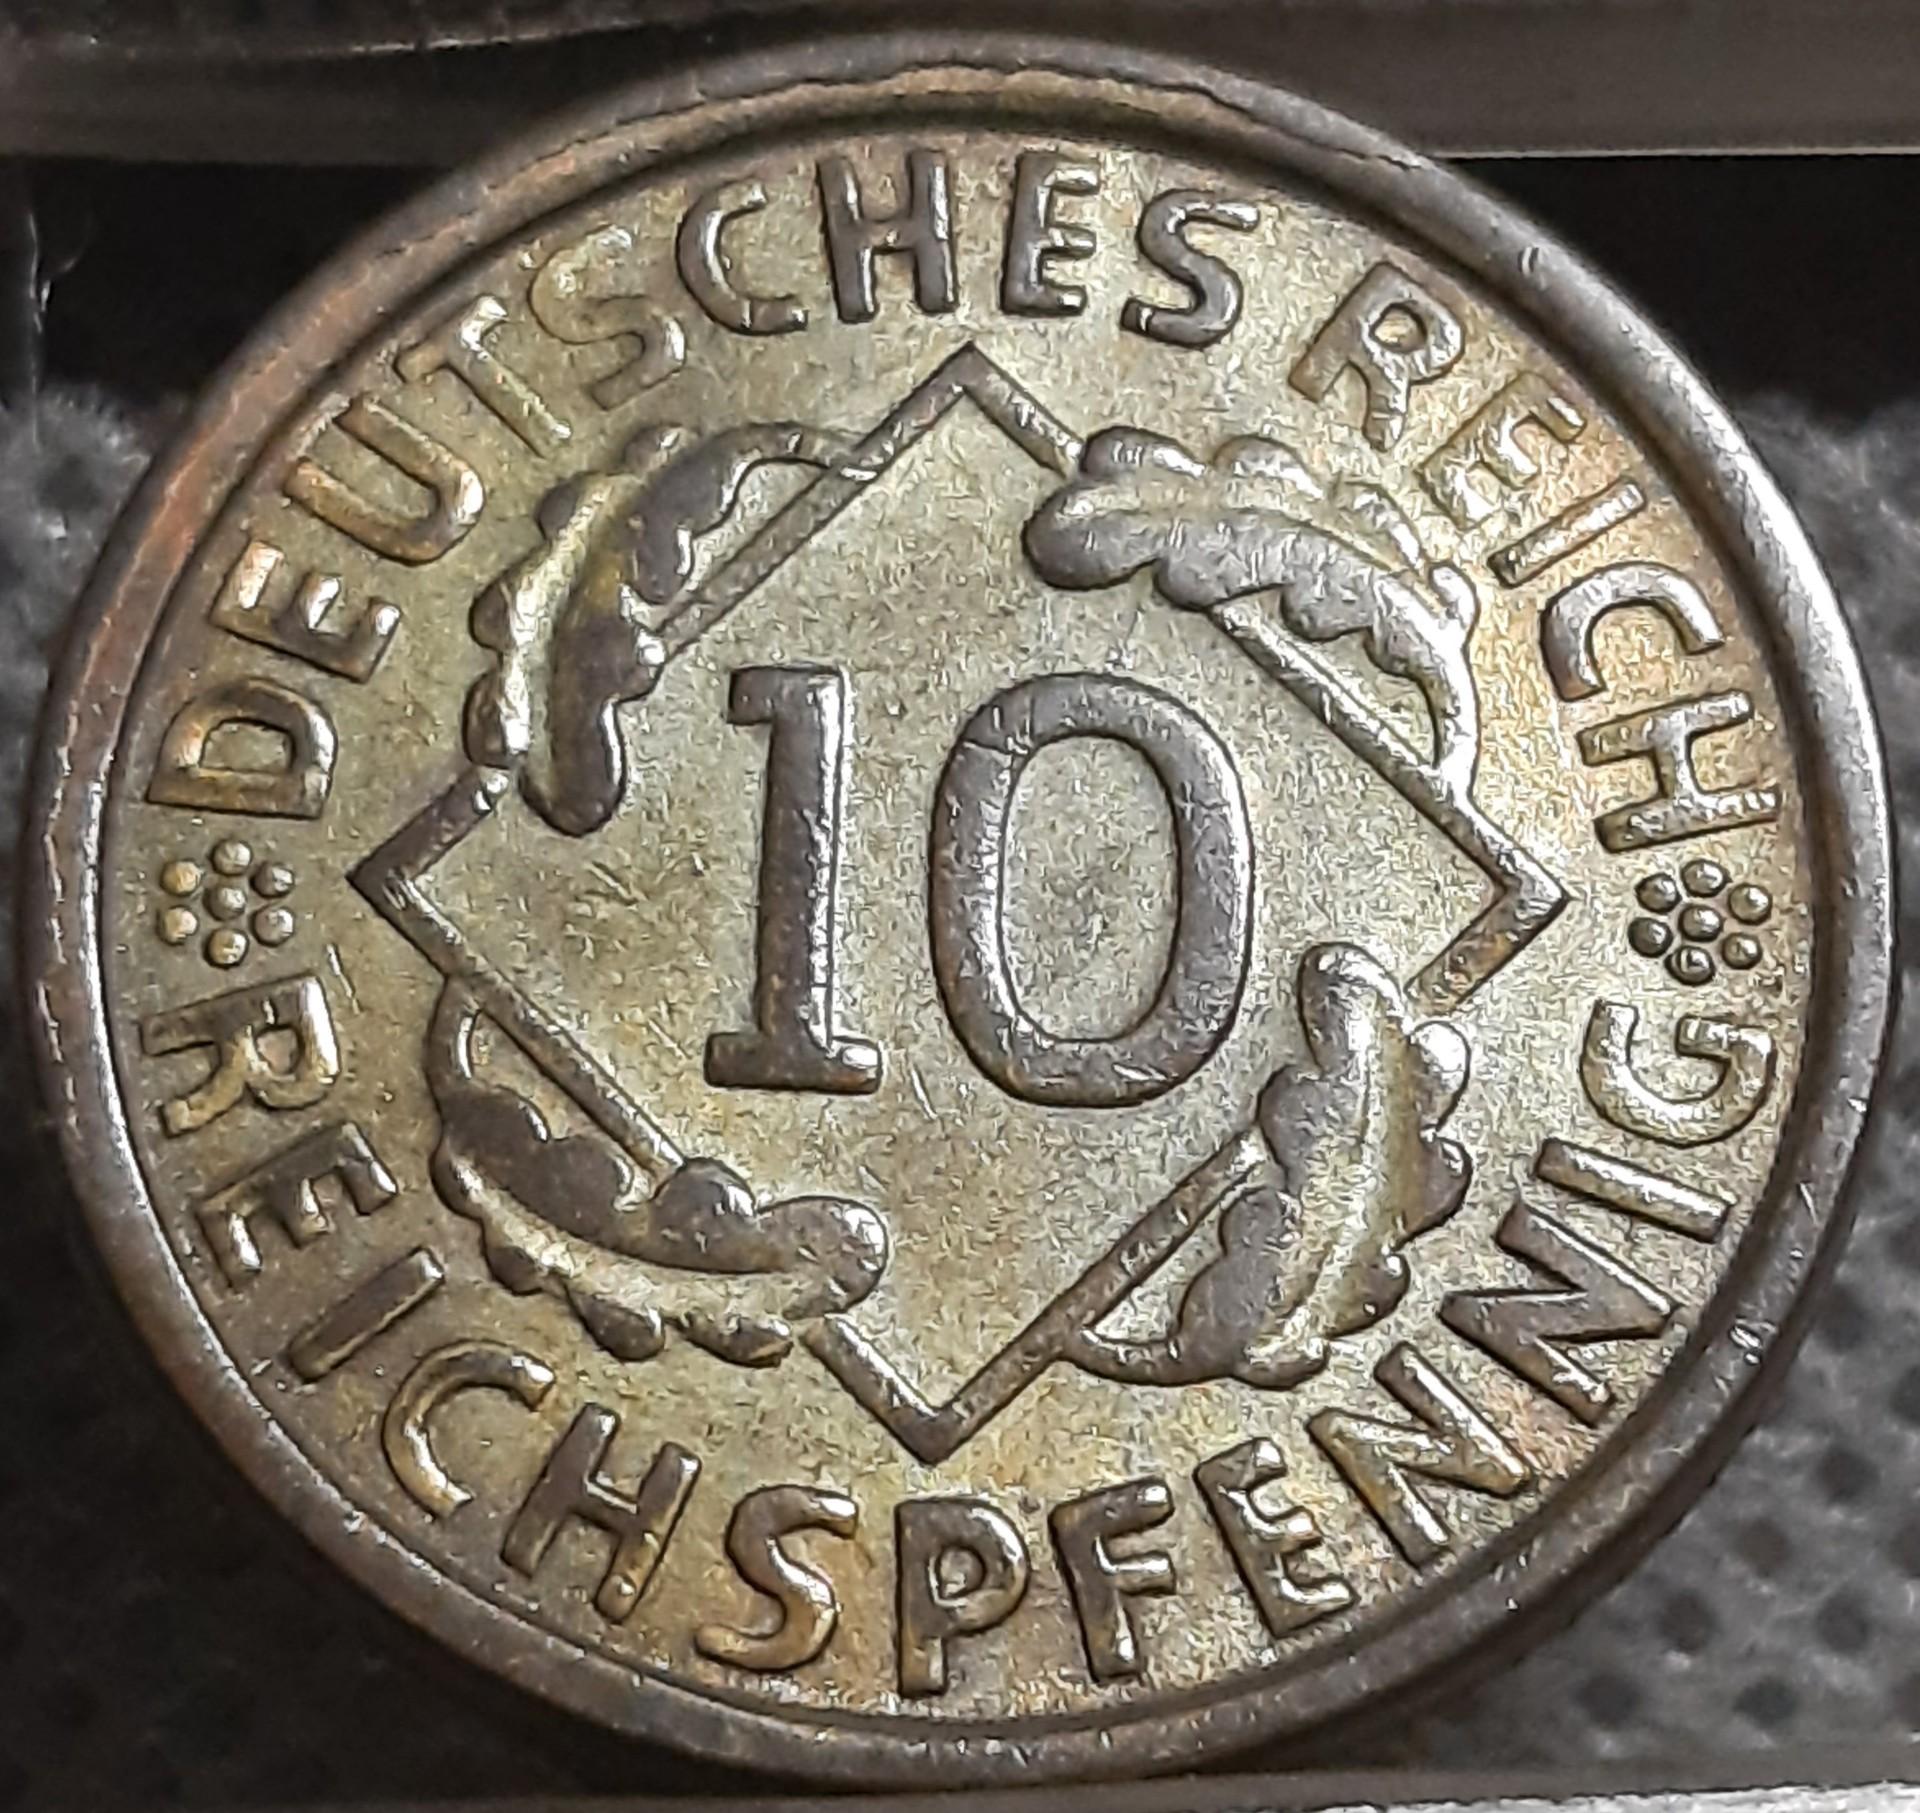 DEUTSCHES REICH
10
REICHSPFENNIG